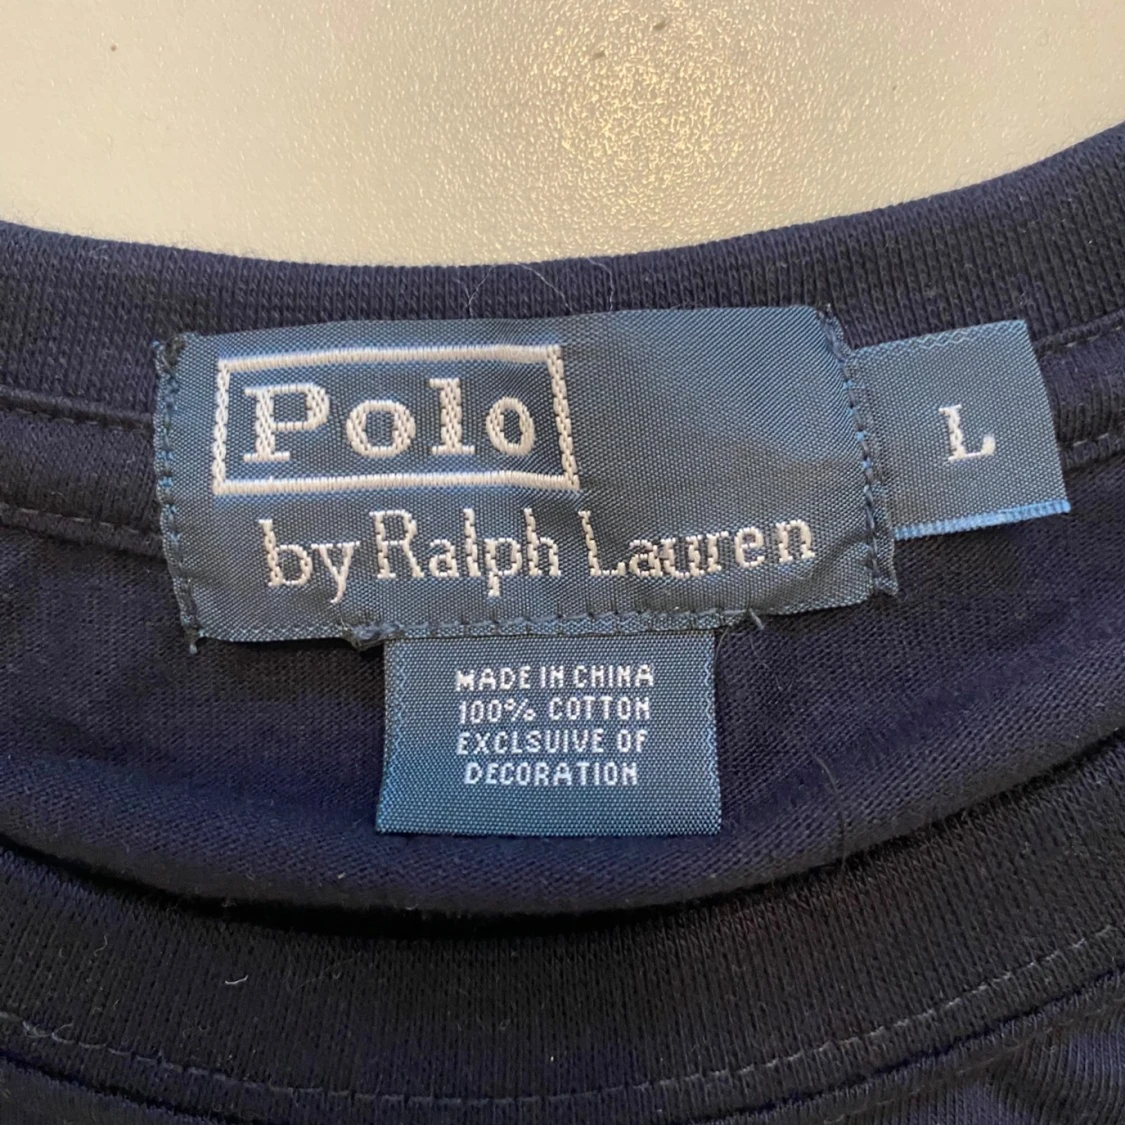 Polo
by Ralph Lauren
L
MADE IN CHINA
100% COTTON
EXCLSUIVE OF
DECORATION